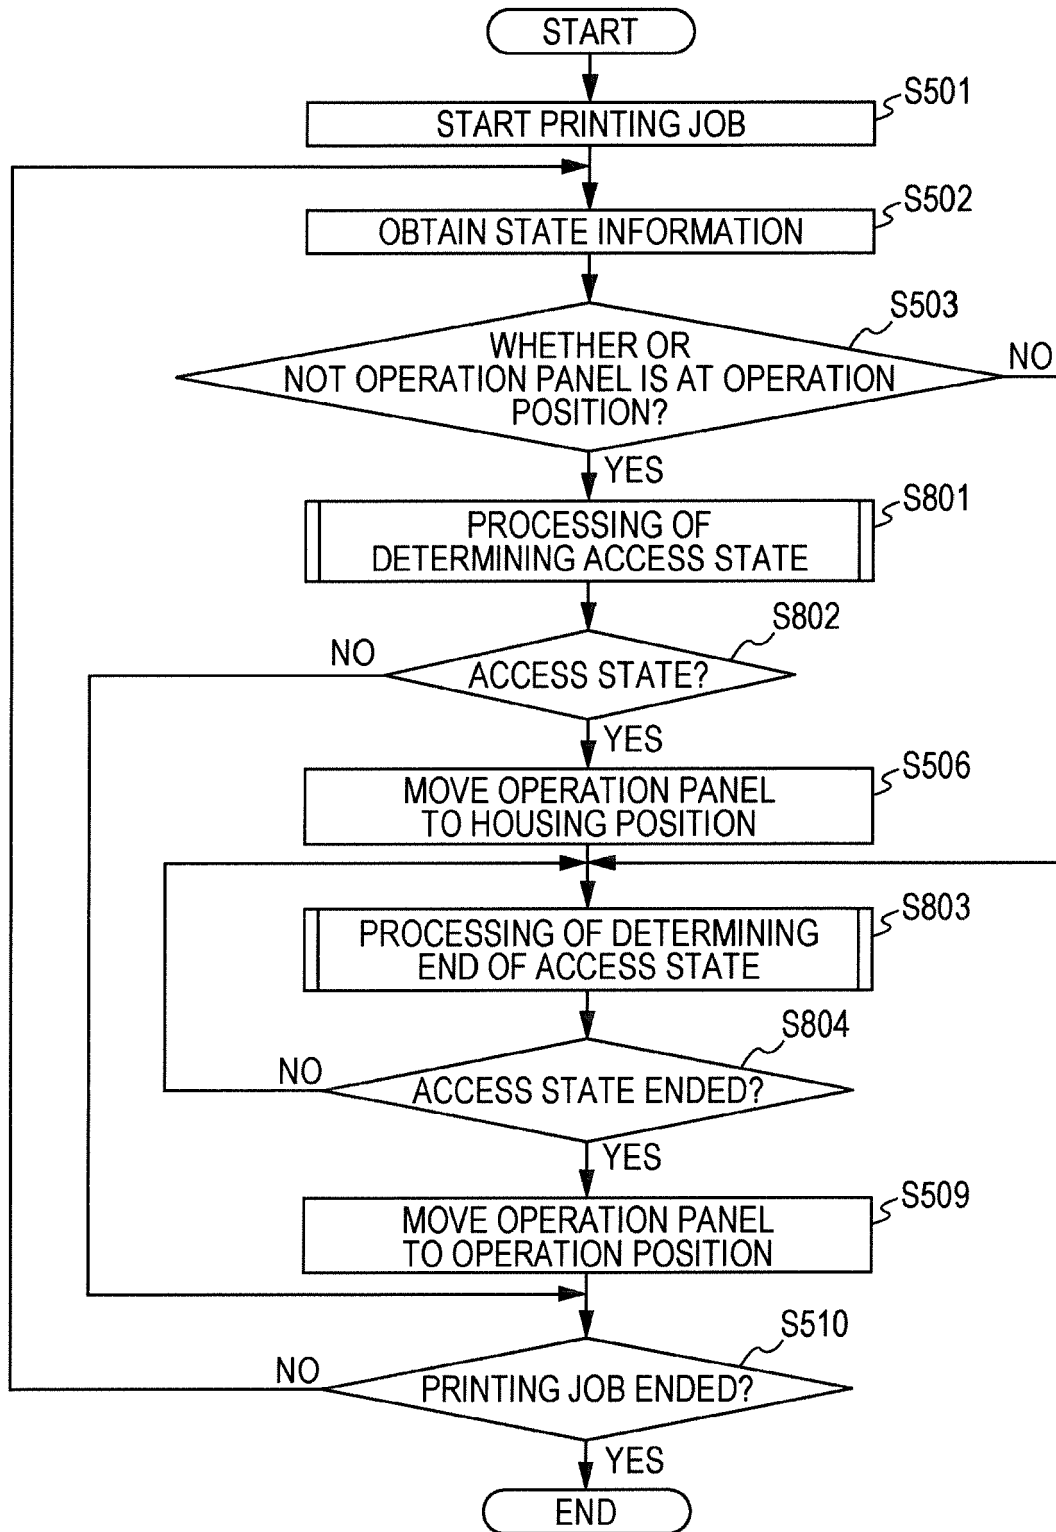 START
S501
START PRINTING JOB
S502
OBTAIN STATE INFORMATION
S503
WHETHER OR
NOT OPERATION PANEL IS AT OPERATION
POSITION?
NO
YES
S801
PROCESSING OF
DETERMINING ACCESS STATE
S802
NO
ACCESS STATE?
YES
S506
MOVE OPERATION PANEL
TO HOUSING POSITION
S803
PROCESSING OF DETERMINING
END OF ACCESS STATE
S804
NO
ACCESS STATE ENDED?
YES
S509
MOVE OPERATION PANEL
TO OPERATION POSITION
S510
NO
PRINTING JOB ENDED?
YES
END